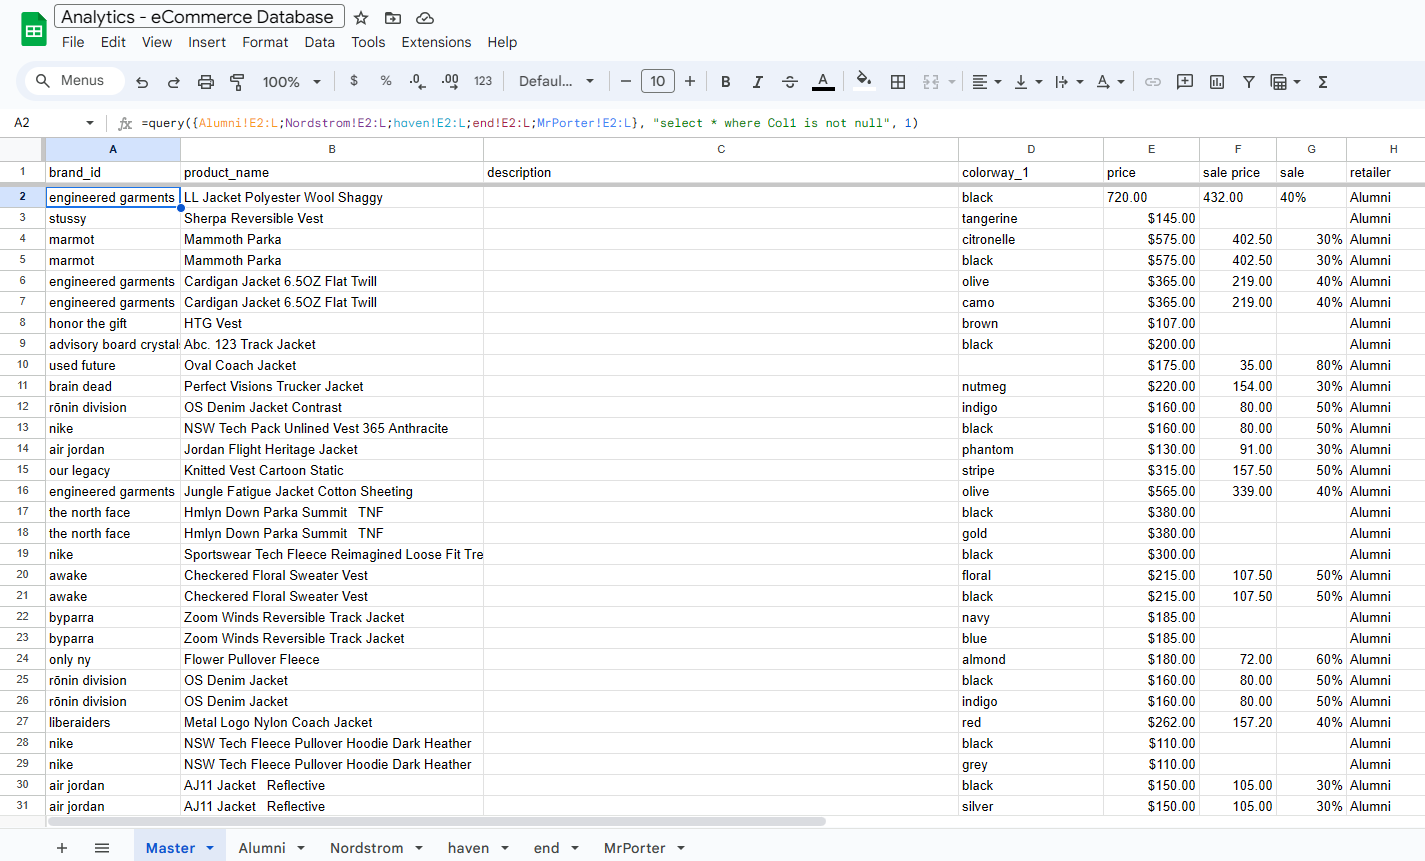 Analytics - eCommerce Database
File Edit View Insert Format Data Tools Extensions Help
Menus 100% $ % .0 .00 123 Defaul... − 10 + B I S A Σ
A2 fx =query({Alumni!E2:L;Nordstrom!E2:L;haven!E2:L;end!E2:L;MrPorter!E2:L}, "select * where Col1 is not null", 1)
A B C D E F G H
1 brand_id product_name description colorway_1 price sale price sale retailer
2 engineered garments LL Jacket Polyester Wool Shaggy black 720.00 432.00 40% Alumni
3 stussy Sherpa Reversible Vest tangerine $145.00 Alumni
4 marmot Mammoth Parka citronelle $575.00 402.50 30% Alumni
5 marmot Mammoth Parka black $575.00 402.50 30% Alumni
6 engineered garments Cardigan Jacket 6.5OZ Flat Twill olive $365.00 219.00 40% Alumni
7 engineered garments Cardigan Jacket 6.5OZ Flat Twill camo $365.00 219.00 40% Alumni
8 honor the gift HTG Vest brown $107.00 Alumni
9 advisory board crystal Abc. 123 Track Jacket black $200.00 Alumni
10 used future Oval Coach Jacket $175.00 35.00 80% Alumni
11 brain dead Perfect Visions Trucker Jacket nutmeg $220.00 154.00 30% Alumni
12 rōnin division OS Denim Jacket Contrast indigo $160.00 80.00 50% Alumni
13 nike NSW Tech Pack Unlined Vest 365 Anthracite black $160.00 80.00 50% Alumni
14 air jordan Jordan Flight Heritage Jacket phantom $130.00 91.00 30% Alumni
15 our legacy Knitted Vest Cartoon Static stripe $315.00 157.50 50% Alumni
16 engineered garments Jungle Fatigue Jacket Cotton Sheeting olive $565.00 339.00 40% Alumni
17 the north face Hmlyn Down Parka Summit TNF black $380.00 Alumni
18 the north face Hmlyn Down Parka Summit TNF gold $380.00 Alumni
19 nike Sportswear Tech Fleece Reimagined Loose Fit Tre black $300.00 Alumni
20 awake Checkered Floral Sweater Vest floral $215.00 107.50 50% Alumni
21 awake Checkered Floral Sweater Vest black $215.00 107.50 50% Alumni
22 byparra Zoom Winds Reversible Track Jacket navy $185.00 Alumni
23 byparra Zoom Winds Reversible Track Jacket blue $185.00 Alumni
24 only ny Flower Pullover Fleece almond $180.00 72.00 60% Alumni
25 rōnin division OS Denim Jacket black $160.00 80.00 50% Alumni
26 rōnin division OS Denim Jacket indigo $160.00 80.00 50% Alumni
27 liberaiders Metal Logo Nylon Coach Jacket red $262.00 157.20 40% Alumni
28 nike NSW Tech Fleece Pullover Hoodie Dark Heather black $110.00 Alumni
29 nike NSW Tech Fleece Pullover Hoodie Dark Heather grey $110.00 Alumni
30 air jordan AJ11 Jacket Reflective black $150.00 105.00 30% Alumni
31 air jordan AJ11 Jacket Reflective silver $150.00 105.00 30% Alumni
+ Master Alumni Nordstrom haven end MrPorter